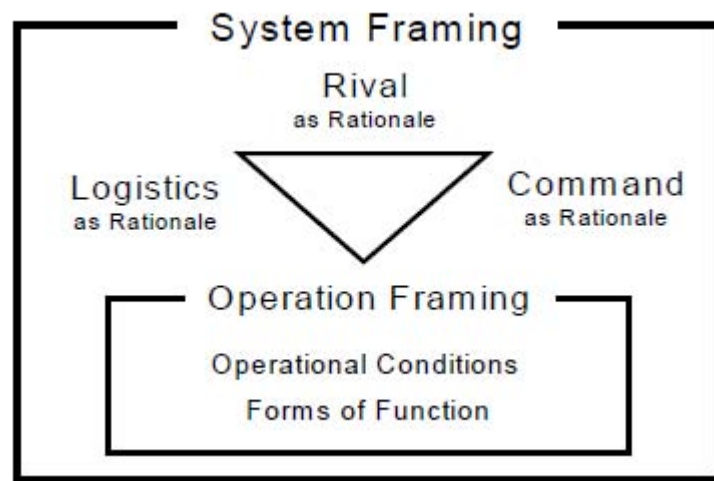 System Framing
Rival
as Rationale
Logistics
as Rationale
Command
as Rationale
Operation Framing
Operational Conditions
Forms of Function